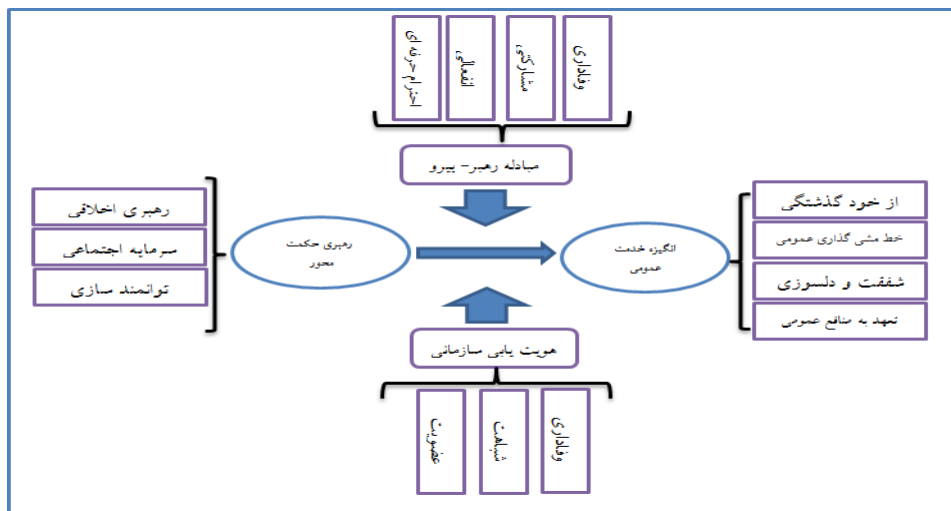 وفاداری
مشارکتی
انفعالی
احترام حرفه ای
مبادله رهبر- پیرو
از خود گذشتگی
خط مشی گذاری عمومی
شفقت و دلسوزی
تعهد به منافع عمومی
انگیزه خدمت
عمومی
رهبری حکمت
محور
رهبری اخلاقی
سرمایه اجتماعی
توانمند سازی
هویت یابی سازمانی
وفاداری
شباهت
عضویت